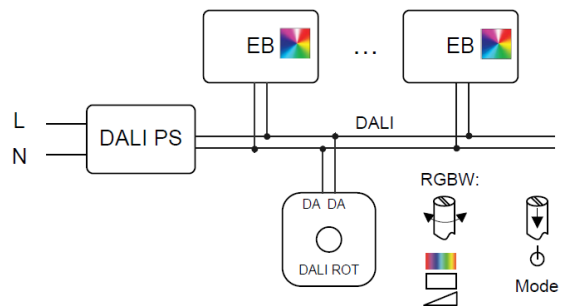 EB
... EB
L
N
DALI PS
DALI
DA DA
DALI ROT
RGBW:
Mode